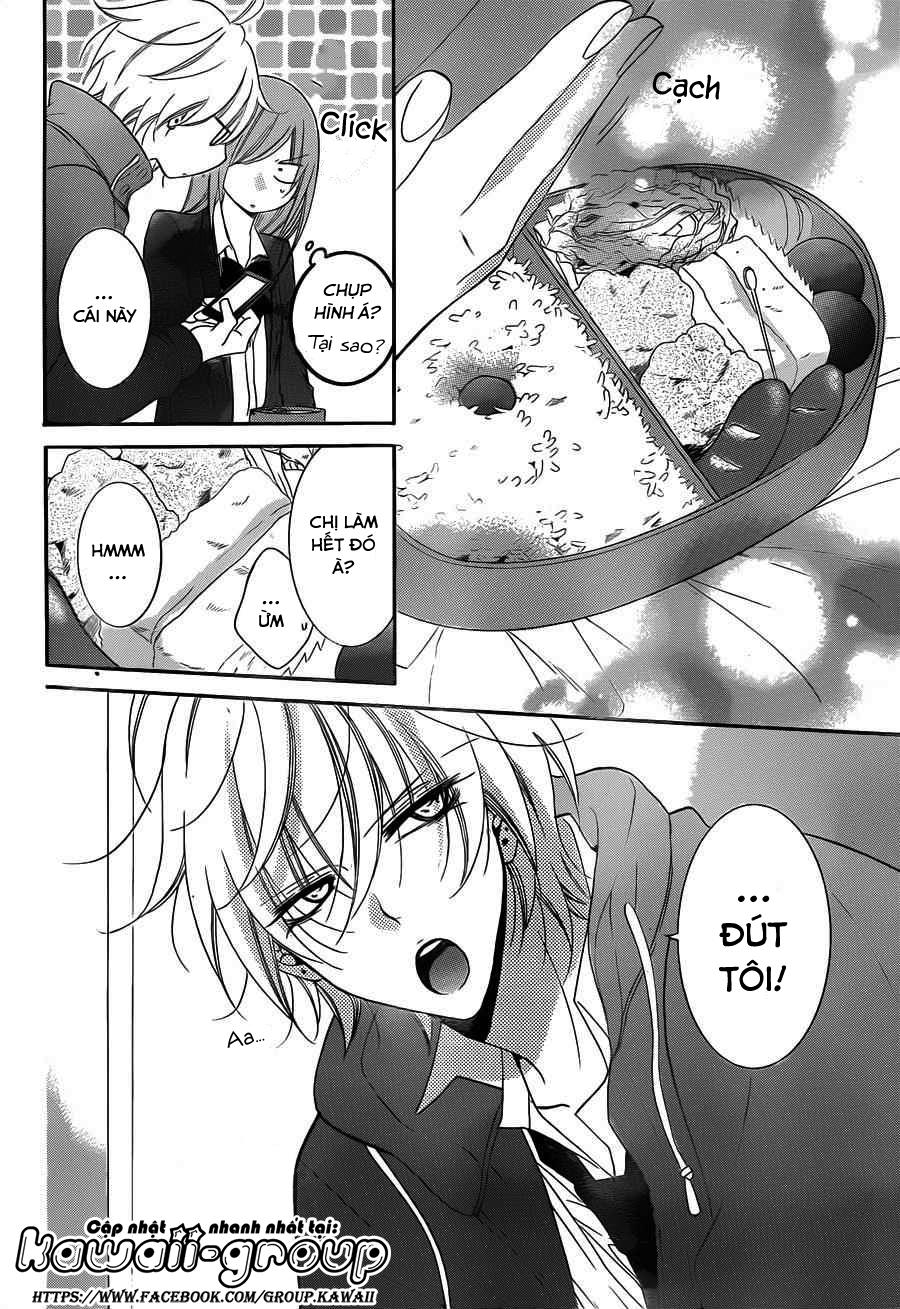 Cạch
Click
CHỤP
HÌNH Á?
Tại sao?
...
CÁI NÀY
CHỊ LÀM
HẾT ĐÓ
À?
...
ỪM
HMMM
...
...
ĐÚT
TÔI!
Aa...
Cập nhật nhanh nhất tại:
kawaii-group
HTTPS://WWW.FACEBOOK.COM/GROUP.KAWAII